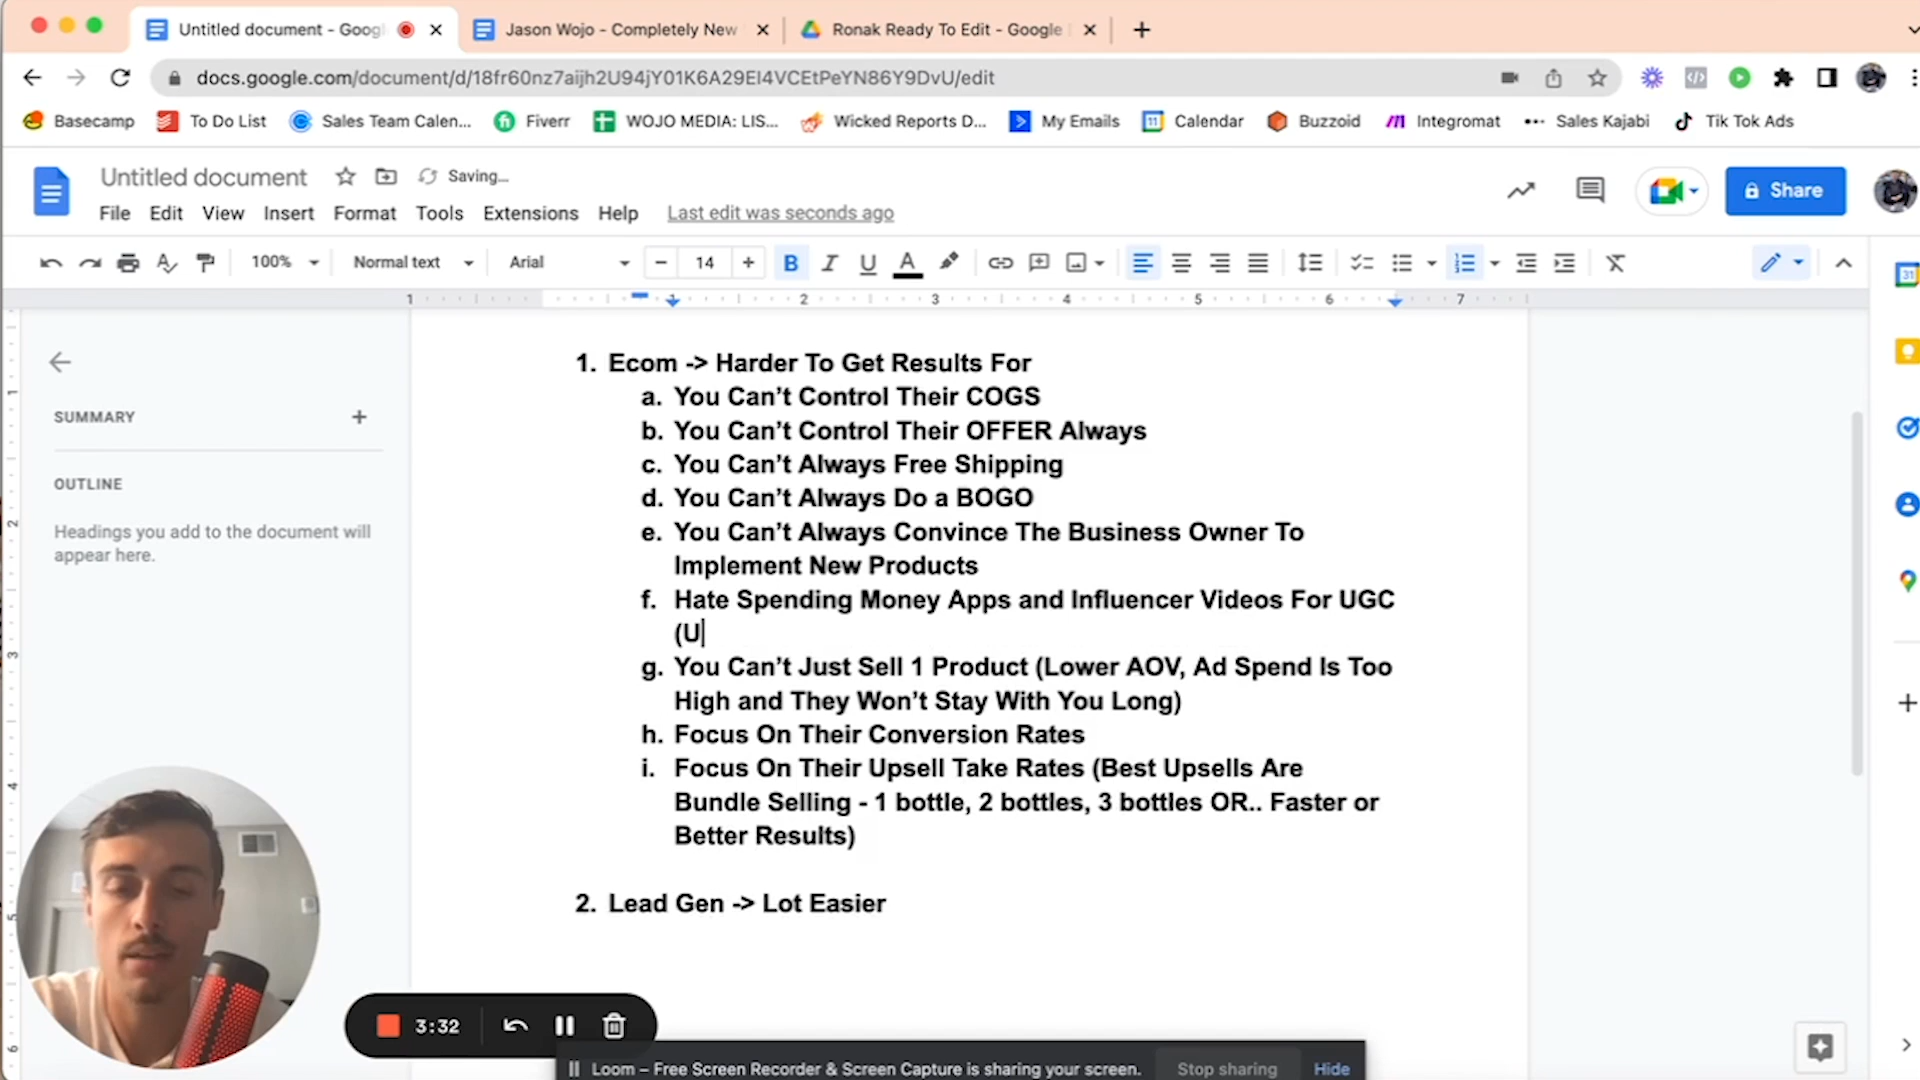 Untitled document - Googl
Jason Wojo - Completely New
Ronak Ready To Edit - Google
docs.google.com/document/d/18fr60nz7aijh2U94jY01K6A29EI4VCEtPeYN86Y9DvU/edit
Basecamp
To Do List
Sales Team Calen...
Fiverr
WOJO MEDIA: LIS...
Wicked Reports D...
My Emails
Calendar
Buzzoid
Integromat
Sales Kajabi
Tik Tok Ads
Untitled document
Saving...
Share
File Edit View Insert Format Tools Extensions Help Last edit was seconds ago
100% Normal text Arial 14
1 1 2 3 4 5 6 7
SUMMARY
OUTLINE
Headings you add to the document will
appear here.
1. Ecom -> Harder To Get Results For
a. You Can’t Control Their COGS
b. You Can’t Control Their OFFER Always
c. You Can’t Always Free Shipping
d. You Can’t Always Do a BOGO
e. You Can’t Always Convince The Business Owner To
Implement New Products
f. Hate Spending Money Apps and Influencer Videos For UGC
(U
g. You Can’t Just Sell 1 Product (Lower AOV, Ad Spend Is Too
High and They Won’t Stay With You Long)
h. Focus On Their Conversion Rates
i. Focus On Their Upsell Take Rates (Best Upsells Are
Bundle Selling - 1 bottle, 2 bottles, 3 bottles OR.. Faster or
Better Results)
2. Lead Gen -> Lot Easier
3:32
Loom – Free Screen Recorder & Screen Capture is sharing your screen.
Stop sharing
Hide